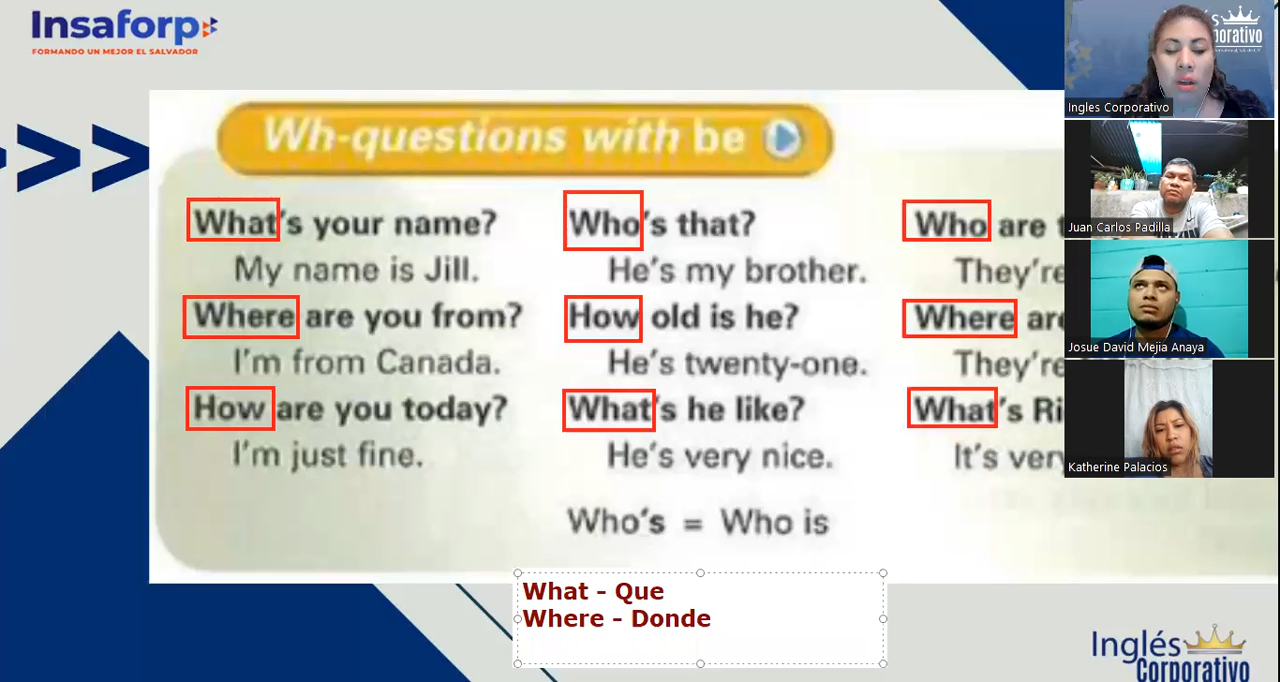 Insaforp
FORMANDO UN MEJOR EL SALVADOR
Wh-questions with be
What's your name?
My name is Jill.
Where are you from?
I'm from Canada.
How are you today?
I'm just fine.
Who's that?
He's my brother.
How old is he?
He's twenty-one.
What's he like?
He's very nice.
Who's = Who is
Who are
They're
Where are
They're
What's
It's
What - Que
Where - Donde
Ingles Corporativo
Juan Carlos Padilla
Josue David Mejia Anaya
Katherine Palacios
Inglés
Corporativo